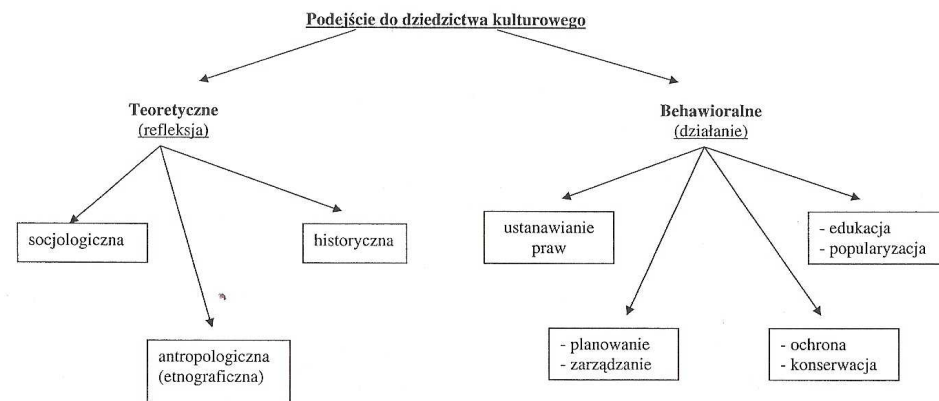 Podejście do dziedzictwa kulturowego
Teoretyczne
(refleksja)
Behawioralne
(działanie)
socjologiczna
historyczna
antropologiczna
(etnograficzna)
ustanawianie
praw
- edukacja
- popularyzacja
- planowanie
- zarządzanie
- ochrona
- konserwacja